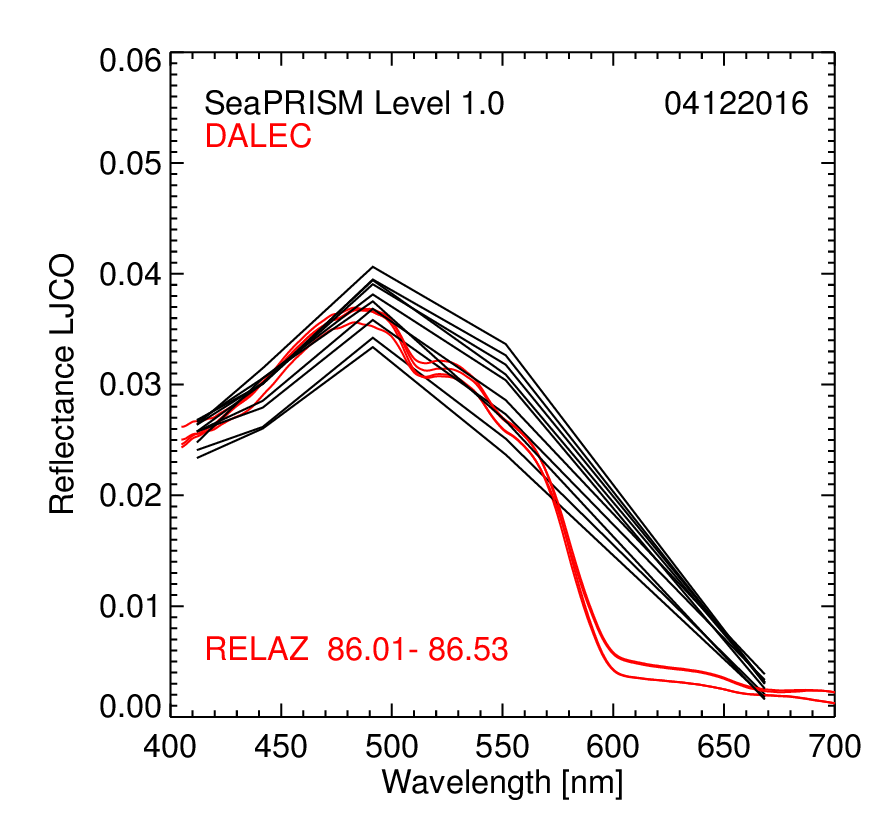 0.06
SeaPRISM Level 1.0 04122016
DALEC
0.05
0.04
0.03
0.02
0.01
0.00
Reflectance LJCO
RELAZ 86.01- 86.53
400 450 500 550 600 650 700
Wavelength [nm]